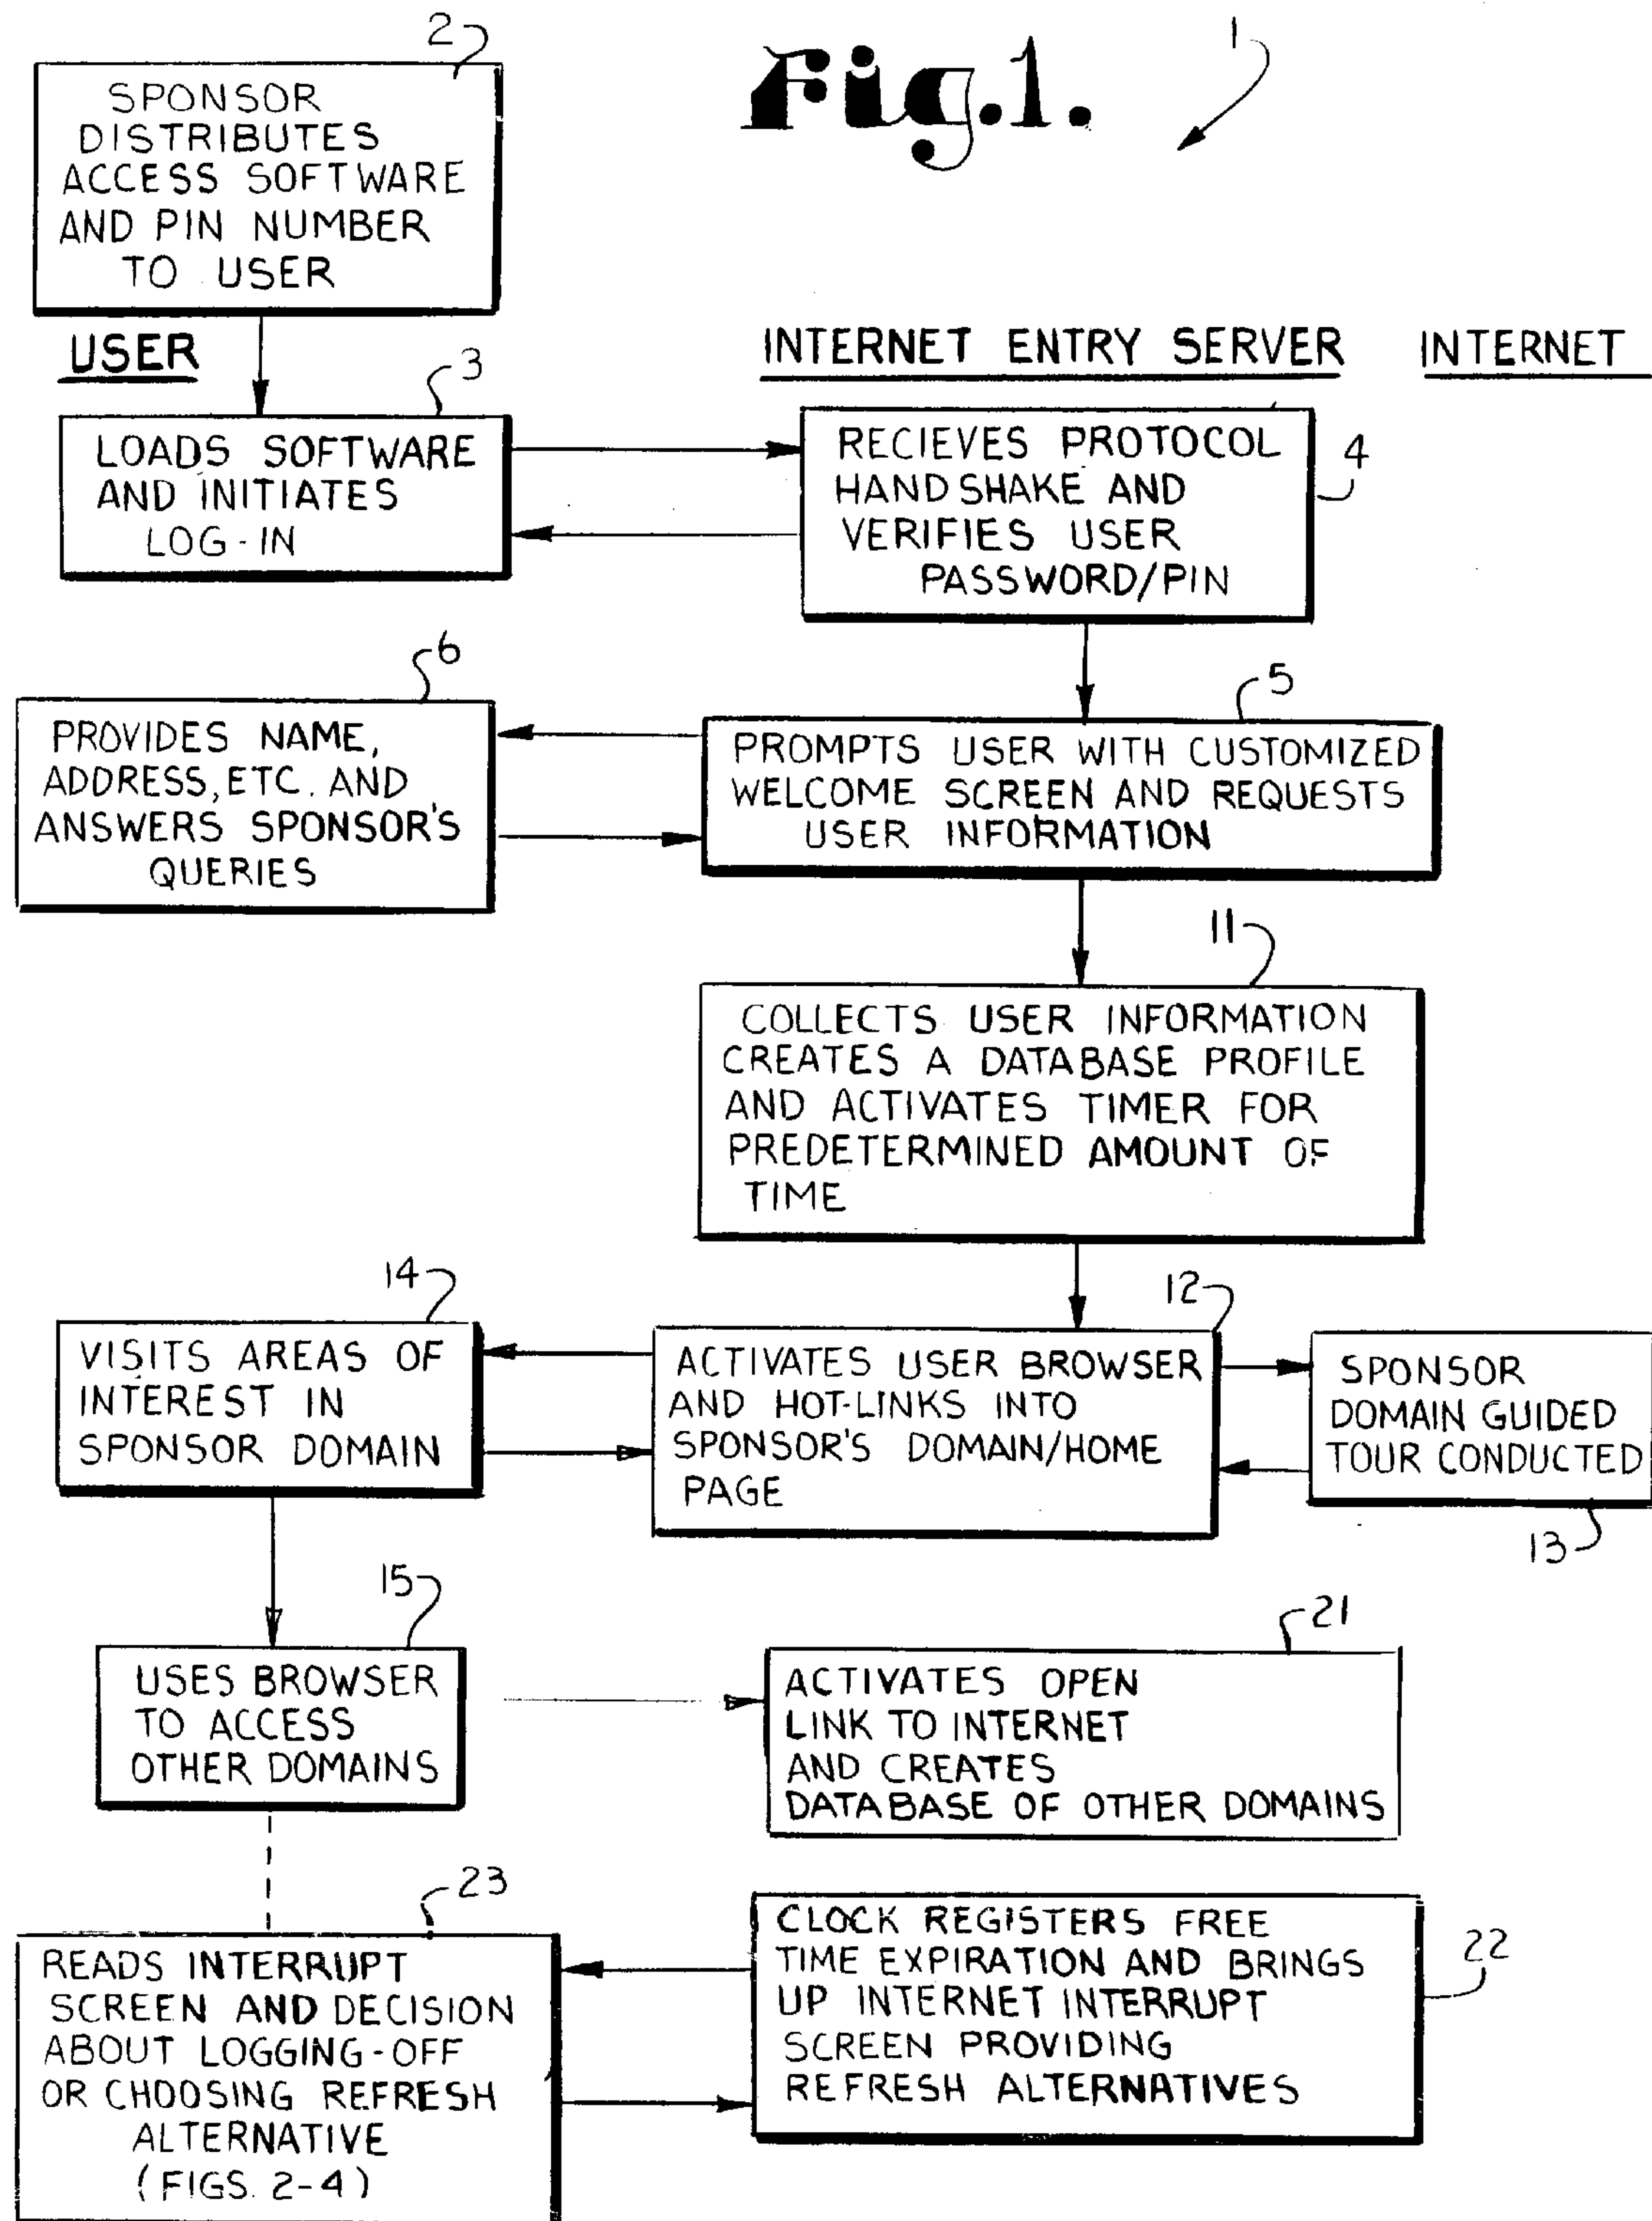 Fig.1.
1
2
SPONSOR
DISTRIBUTES
ACCESS SOFTWARE
AND PIN NUMBER
TO USER
USER
INTERNET ENTRY SERVER
INTERNET
3
LOADS SOFTWARE
AND INITIATES
LOG-IN
RECIEVES PROTOCOL
HANDSHAKE AND
VERIFIES USER
PASSWORD/PIN
4
6
PROVIDES NAME,
ADDRESS, ETC. AND
ANSWERS SPONSOR'S
QUERIES
5
PROMPTS USER WITH CUSTOMIZED
WELCOME SCREEN AND REQUESTS
USER INFORMATION
11
COLLECTS USER INFORMATION
CREATES A DATABASE PROFILE
AND ACTIVATES TIMER FOR
PREDETERMINED AMOUNT OF
TIME
14
VISITS AREAS OF
INTEREST IN
SPONSOR DOMAIN
12
ACTIVATES USER BROWSER
AND HOT-LINKS INTO
SPONSOR'S DOMAIN/HOME
PAGE
SPONSOR
DOMAIN GUIDED
TOUR CONDUCTED
13
15
USES BROWSER
TO ACCESS
OTHER DOMAINS
21
ACTIVATES OPEN
LINK TO INTERNET
AND CREATES
DATABASE OF OTHER DOMAINS
23
READS INTERRUPT
SCREEN AND DECISION
ABOUT LOGGING-OFF
OR CHOOSING REFRESH
ALTERNATIVE
(FIGS. 2-4)
CLOCK REGISTERS FREE
TIME EXPIRATION AND BRINGS
UP INTERNET INTERRUPT
SCREEN PROVIDING
REFRESH ALTERNATIVES
22